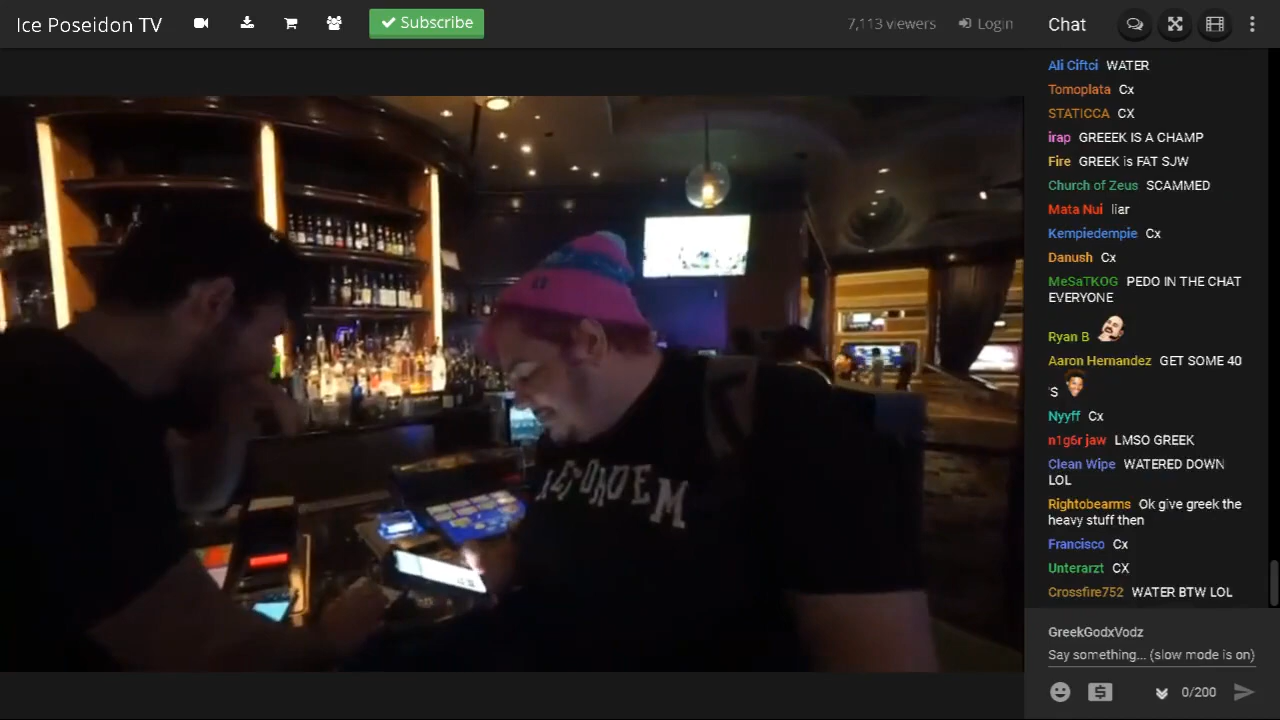 Ice Poseidon TV
Subscribe
7,113 viewers
Login
Chat
Ali Ciftci WATER
Tomoplata Cx
STATICCA CX
irap GREEEK IS A CHAMP
Fire GREEK is FAT SJW
Church of Zeus SCAMMED
Mata Nui liar
Kempiedempie Cx
Danush Cx
MeSaTKOG PEDO IN THE CHAT
EVERYONE
Ryan B
Aaron Hernandez GET SOME 40
'S
Nyyff Cx
n1g6r jaw LMSO GREEK
Clean Wipe WATERED DOWN
LOL
Rightobearms Ok give greek the
heavy stuff then
Francisco Cx
Unterarzt CX
Crossfire752 WATER BTW LOL
GreekGodxVodz
Say something... (slow mode is on)
0/200